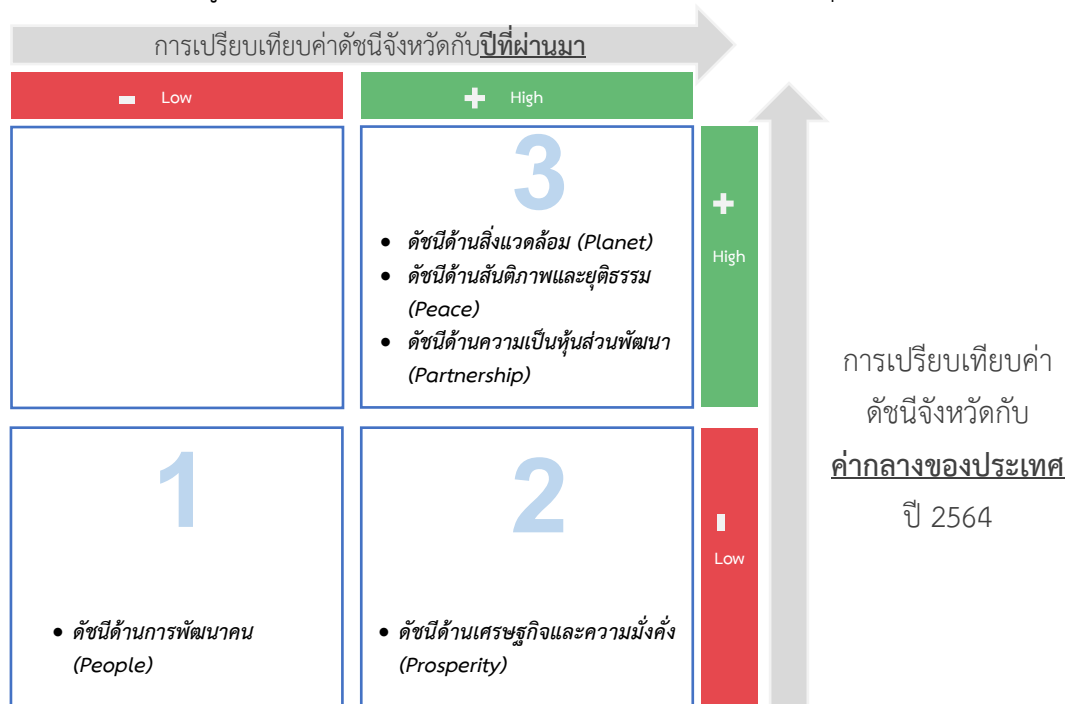 การเปรียบเทียบค่าดัชนีจังหวัดกับปีที่ผ่านมา
- Low
+ High
3
• ดัชนีด้านสิ่งแวดล้อม (Planet)
• ดัชนีด้านสันติภาพและยุติธรรม
(Peace)
• ดัชนีด้านความเป็นหุ้นส่วนพัฒนา
(Partnership)
+
High
การเปรียบเทียบค่า
ดัชนีจังหวัดกับ
ค่ากลางของประเทศ
ปี 2564
1
• ดัชนีด้านการพัฒนาคน
(People)
2
• ดัชนีด้านเศรษฐกิจและความมั่งคั่ง
(Prosperity)
-
Low